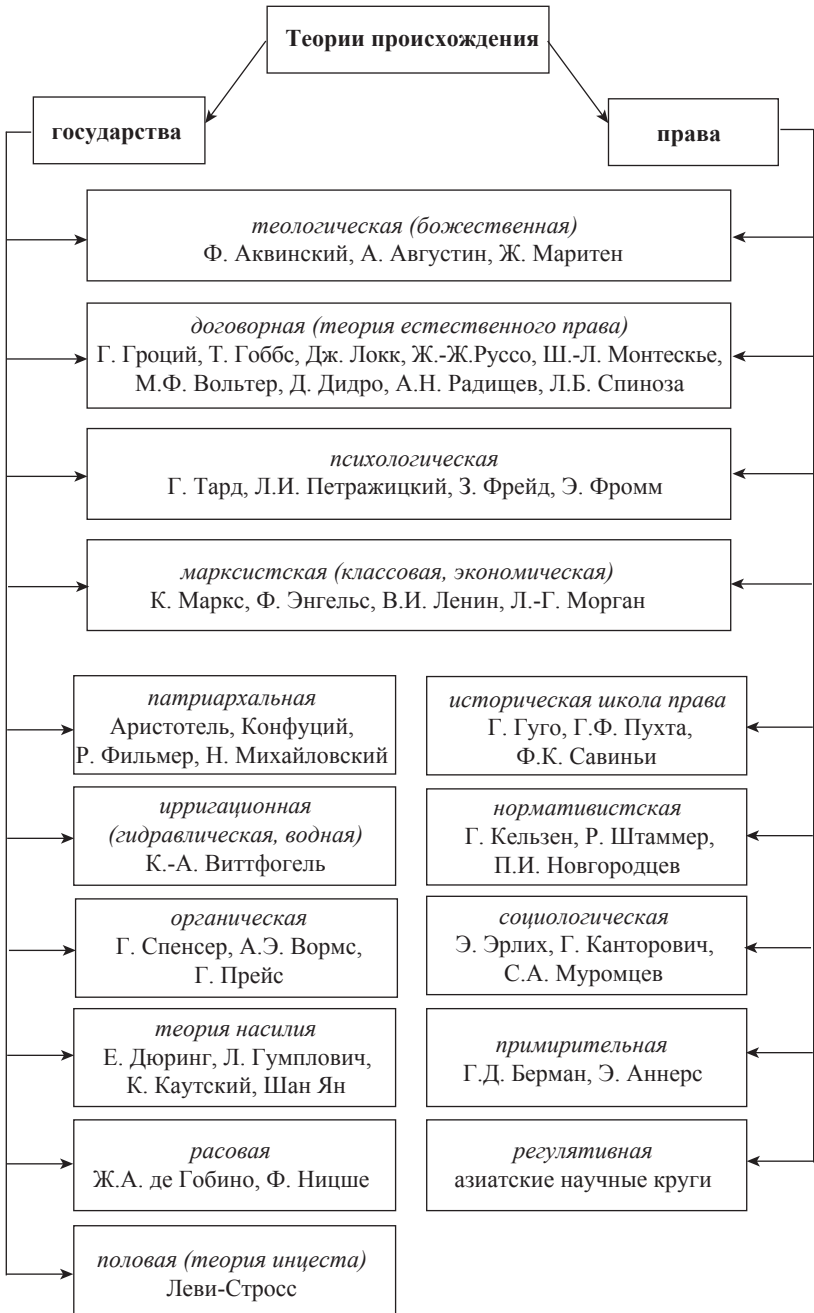 Теории происхождения
государства
права
теологическая (божественная)
Ф. Аквинский, А. Августин, Ж. Маритен
договорная (теория естественного права)
Г. Гроций, Т. Гоббс, Дж. Локк, Ж.-Ж.Руссо, Ш.-Л. Монтескье,
М.Ф. Вольтер, Д. Дидро, А.Н. Радищев, Л.Б. Спиноза
психологическая
Г. Тард, Л.И. Петражицкий, З. Фрейд, Э. Фромм
марксистская (классовая, экономическая)
К. Маркс, Ф. Энгельс, В.И. Ленин, Л.-Г. Морган
патриархальная
Аристотель, Конфуций,
Р. Фильмер, Н. Михайловский
историческая школа права
Г. Гуго, Г.Ф. Пухта,
Ф.К. Савиньи
ирригационная
(гидравлическая, водная)
К.-А. Виттфогель
нормативистская
Г. Кельзен, Р. Штаммер,
П.И. Новгородцев
органическая
Г. Спенсер, А.Э. Вормс,
Г. Прейс
социологическая
Э. Эрлих, Г. Канторович,
С.А. Муромцев
теория насилия
Е. Дюринг, Л. Гумплович,
К. Каутский, Шан Ян
примирительная
Г.Д. Берман, Э. Аннерс
расовая
Ж.А. де Гобино, Ф. Ницше
регулятивная
азиатские научные круги
половая (теория инцеста)
Леви-Стросс